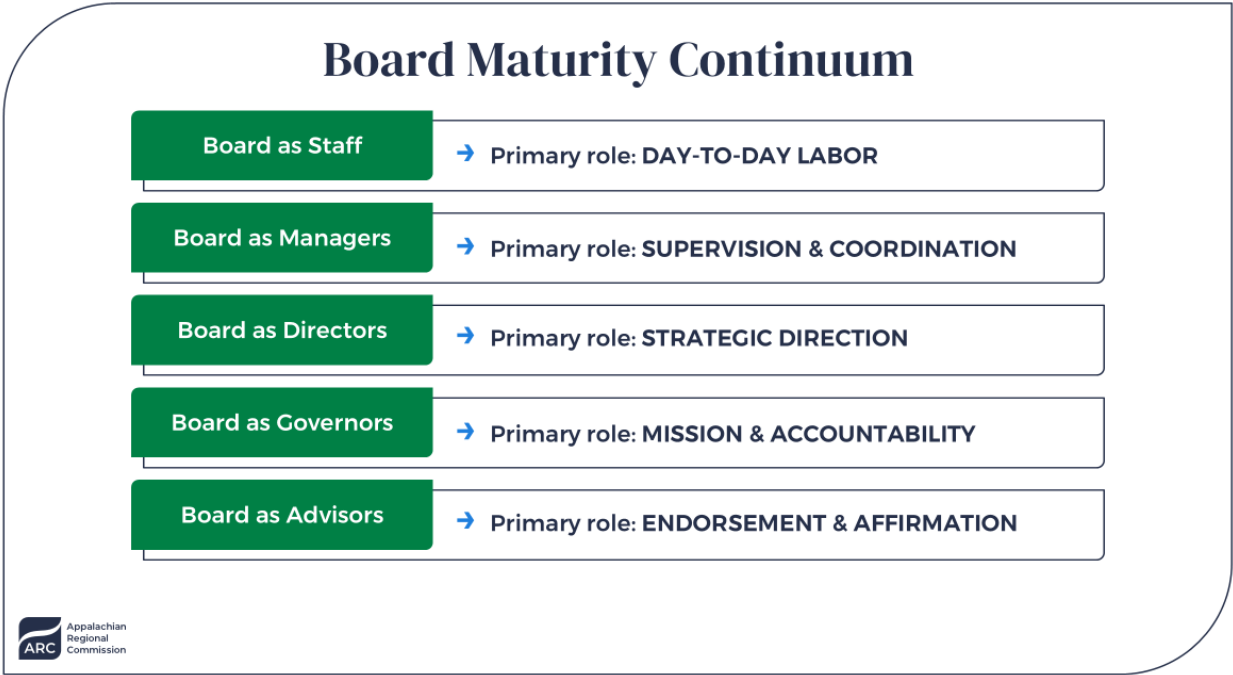 Board Maturity Continuum
Board as Staff
→ Primary role: DAY-TO-DAY LABOR
Board as Managers
→ Primary role: SUPERVISION & COORDINATION
Board as Directors
→ Primary role: STRATEGIC DIRECTION
Board as Governors
→ Primary role: MISSION & ACCOUNTABILITY
Board as Advisors
→ Primary role: ENDORSEMENT & AFFIRMATION
ARC
Appalachian
Regional
Commission